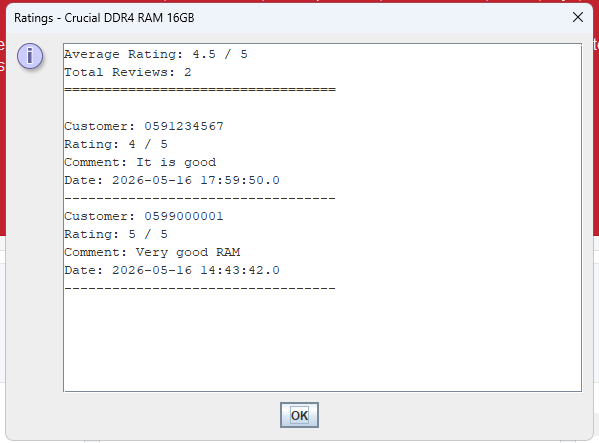 Ratings - Crucial DDR4 RAM 16GB
Average Rating: 4.5 / 5
Total Reviews: 2
==================================
Customer: 0591234567
Rating: 4 / 5
Comment: It is good
Date: 2026-05-16 17:59:50.0
----------------------------------
Customer: 0599000001
Rating: 5 / 5
Comment: Very good RAM
Date: 2026-05-16 14:43:42.0
----------------------------------
OK